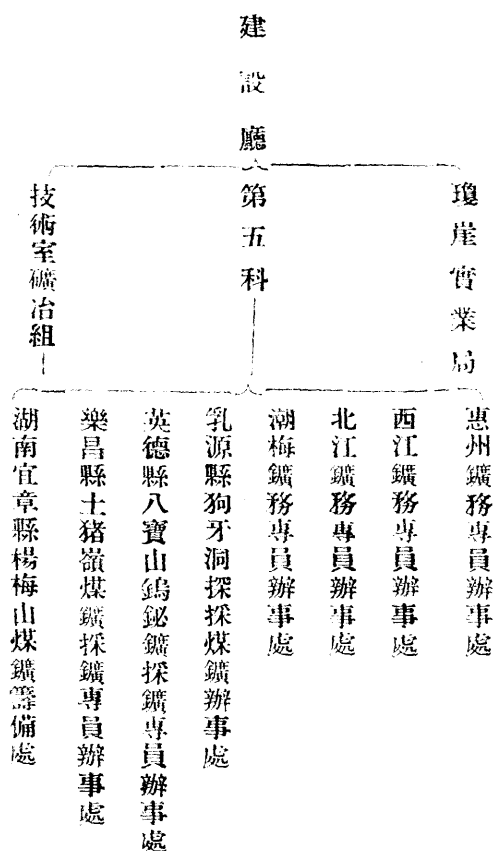 建設廳
瓊崖實業局
第五科
技術室礦冶組
惠州鑛務專員辦事處
西江鑛務專員辦事處
北江鑛務專員辦事處
潮梅鑛務專員辦事處
乳源縣狗牙洞探採煤鑛辦事處
英德縣八寶山鎢鉍鑛採鑛專員辦事處
樂昌縣土猪嶺煤鑛採鑛專員辦事處
湖南宜章縣楊梅山煤鑛籌備處